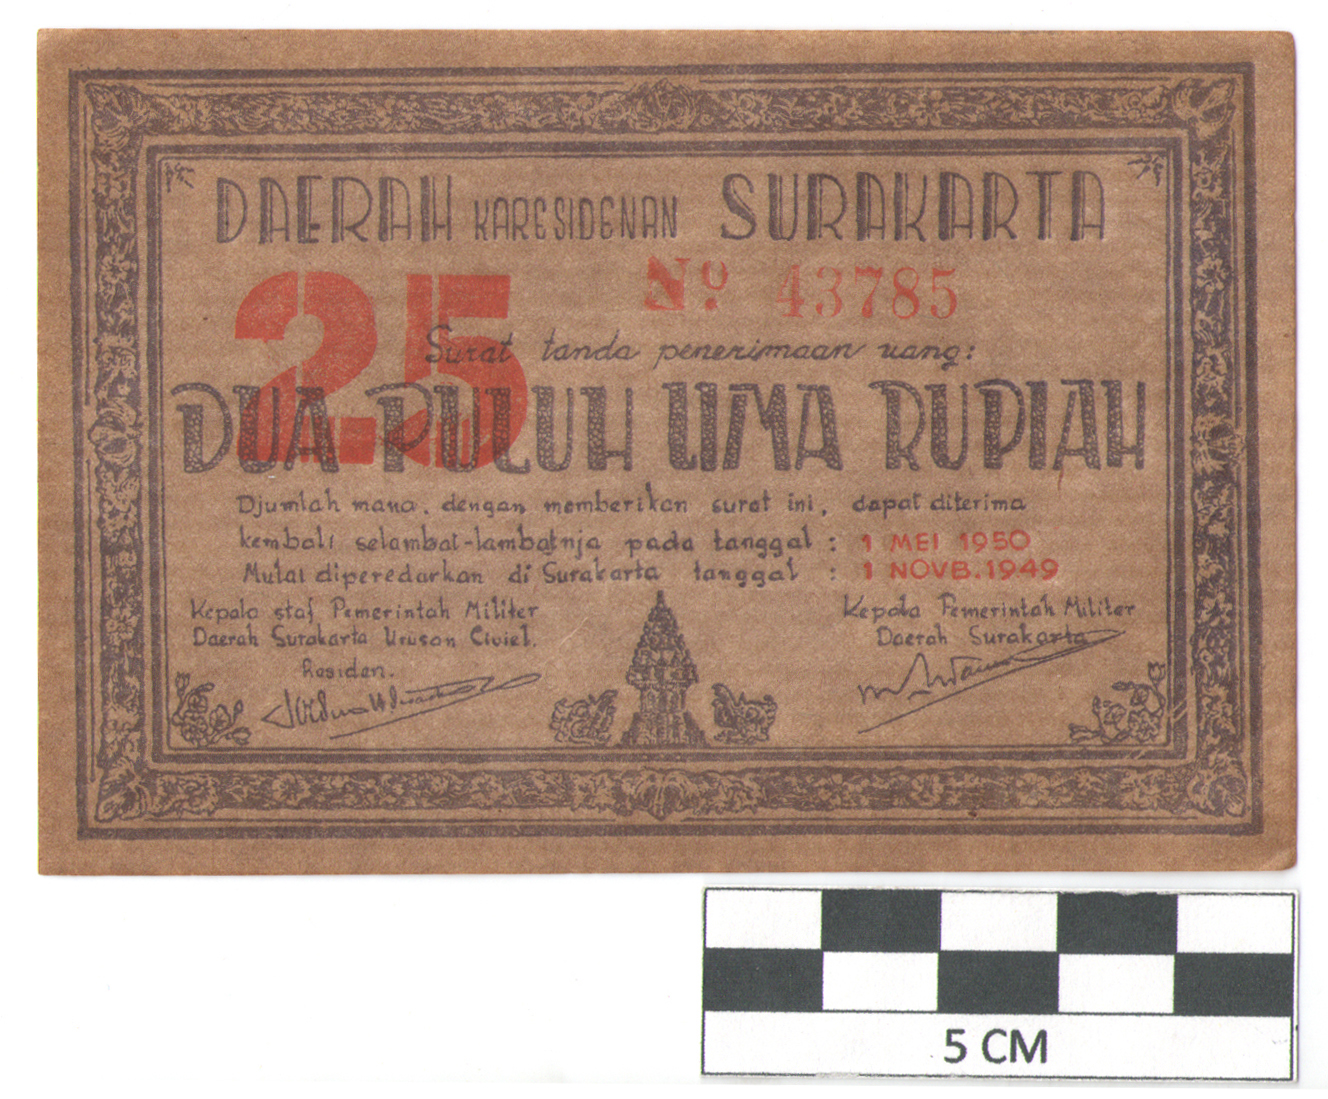 DAERAH KARESIDENAN SURAKARTA
25
No. 43785
Surat tanda penerimaan uang:
DUA PULUH LIMA RUPIAH
Djumlah mana, dengan memberikan surat ini, dapat diterima
kembali selambat-lambatnja pada tanggal : 1 MEI 1950
Mulai diperedarkan di Surakarta tanggal : 1 NOVB. 1949
Kepala staf Pemerintah Militer
Daerah Surakarta Urusan Civiel.
Residen.
Kepala Pemerintah Militer
Daerah Surakarta
5 CM